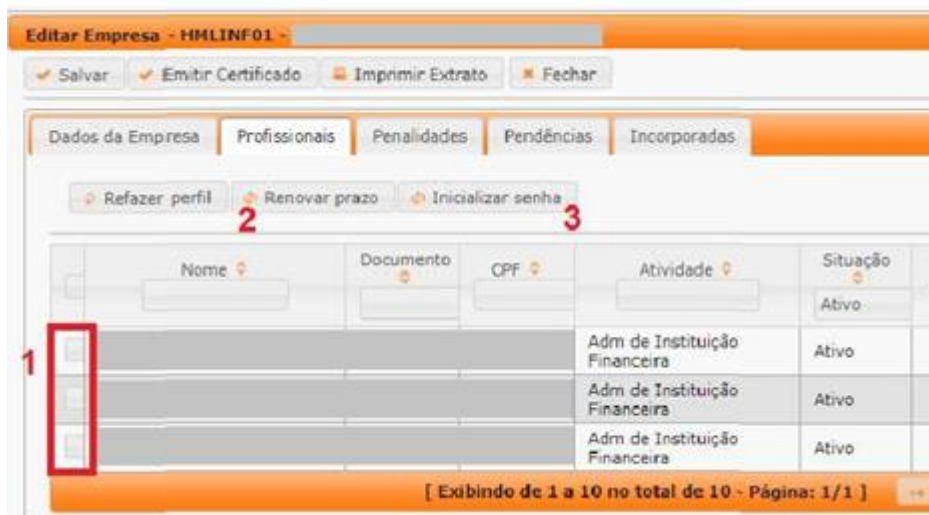 Editar Empresa - HMLINF01 -
Salvar Emitir Certificado Imprimir Extrato Fechar
Dados da Empresa Profissionais Penalidades Pendências Incorporadas
Refazer perfil Renovar prazo Inicializar senha
2 3
Nome Documento CPF Atividade Situação
Ativo
1
Adm de Instituição Financeira Ativo
Adm de Instituição Financeira Ativo
Adm de Instituição Financeira Ativo
[ Exibindo de 1 a 10 no total de 10 - Página: 1/1 ]